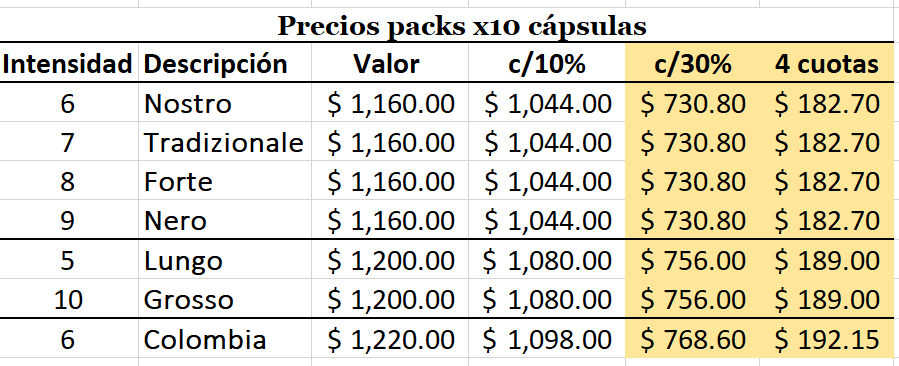 Precios packs x10 cápsulas
Intensidad Descripción Valor c/10% c/30% 4 cuotas
6 Nostro $ 1,160.00 $ 1,044.00 $ 730.80 $ 182.70
7 Tradizionale $ 1,160.00 $ 1,044.00 $ 730.80 $ 182.70
8 Forte $ 1,160.00 $ 1,044.00 $ 730.80 $ 182.70
9 Nero $ 1,160.00 $ 1,044.00 $ 730.80 $ 182.70
5 Lungo $ 1,200.00 $ 1,080.00 $ 756.00 $ 189.00
10 Grosso $ 1,200.00 $ 1,080.00 $ 756.00 $ 189.00
6 Colombia $ 1,220.00 $ 1,098.00 $ 768.60 $ 192.15